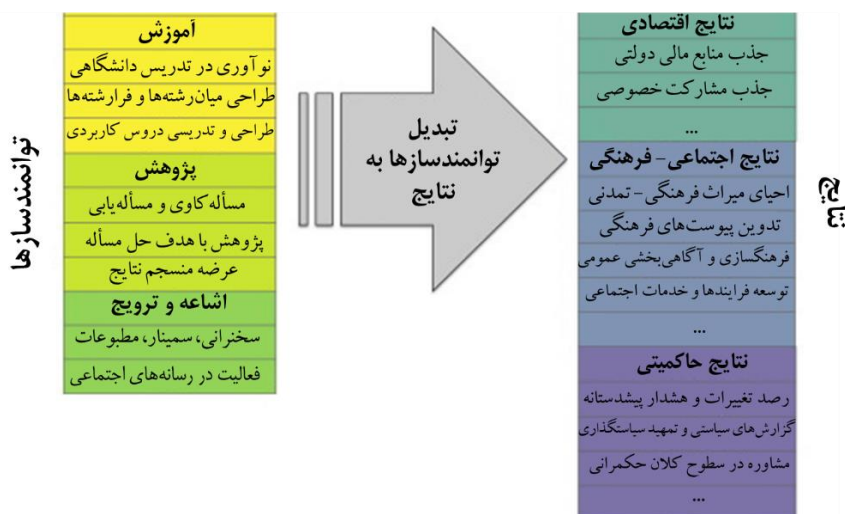 توانمندسازها
آموزش
نوآوری در تدریس دانشگاهی
طراحی میان‌رشته‌ها و فرارشته‌ها
طراحی و تدریسی دروس کاربردی
پژوهش
مسأله‌کاوی و مسأله‌یابی
پژوهش با هدف حل مسأله
عرضه منسجم نتایج
اشاعه و ترویج
سخنرانی، سمینار، مطبوعات
فعالیت در رسانه‌های اجتماعی
تبدیل
توانمندسازها به
نتایج
نتایج
نتایج اقتصادی
جذب منابع مالی دولتی
جذب مشارکت خصوصی
...
نتایج اجتماعی - فرهنگی
احیای میراث فرهنگی - تمدنی
تدوین پیوست‌های فرهنگی
فرهنگسازی و آگاهی‌بخشی عمومی
توسعه فرایندها و خدمات اجتماعی
...
نتایج حاکمیتی
رصد تغییرات و هشدار پیشدستانه
گزارش‌های سیاستی و تمهید سیاستگذاری
مشاوره در سطوح کلان حکمرانی
...